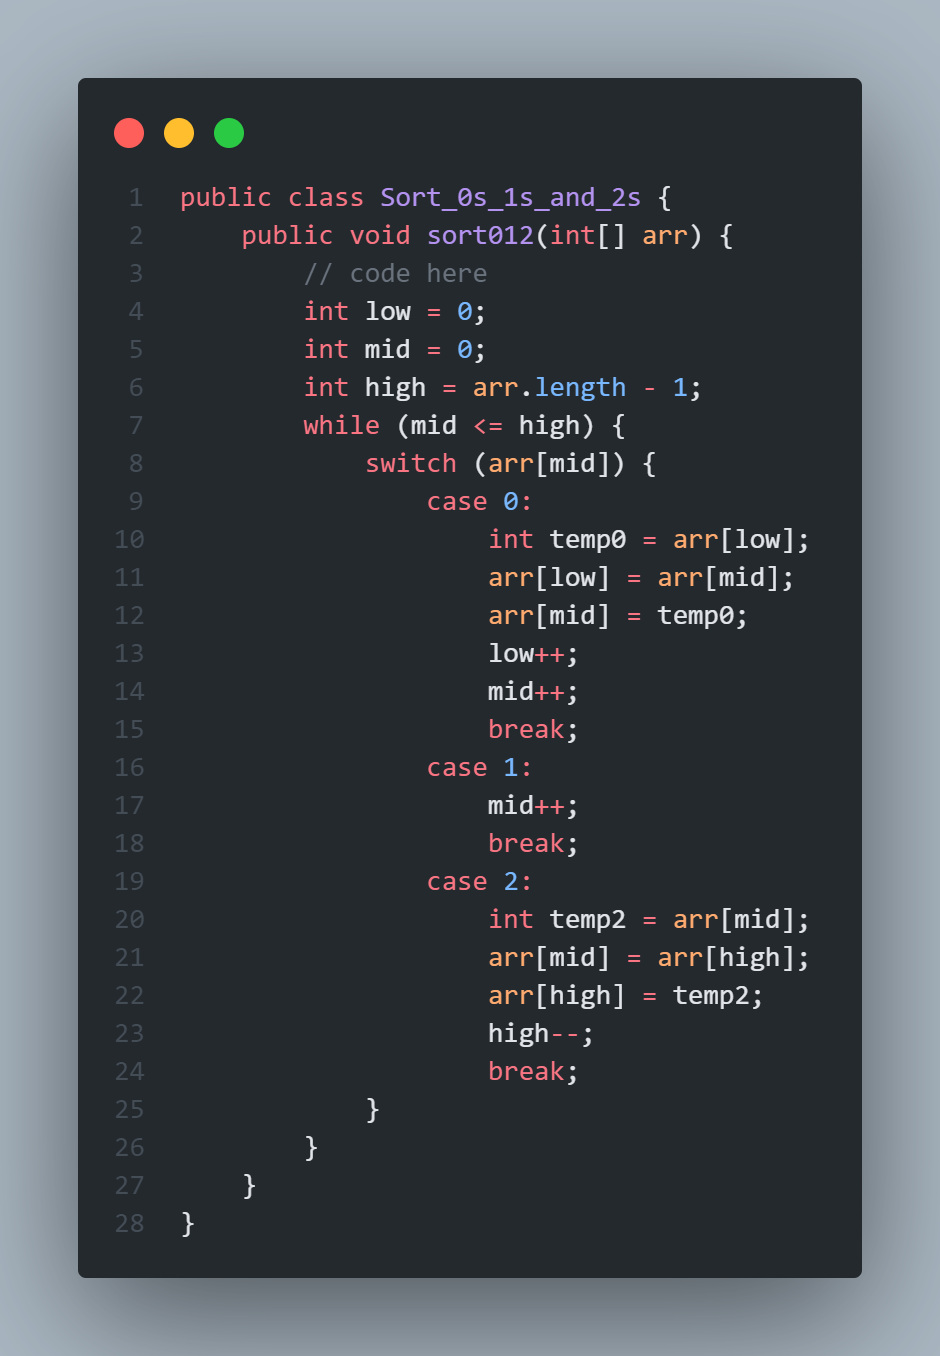 1 public class Sort_0s_1s_and_2s {
2     public void sort012(int[] arr) {
3         // code here
4         int low = 0;
5         int mid = 0;
6         int high = arr.length - 1;
7         while (mid <= high) {
8             switch (arr[mid]) {
9                 case 0:
10                     int temp0 = arr[low];
11                     arr[low] = arr[mid];
12                     arr[mid] = temp0;
13                     low++;
14                     mid++;
15                     break;
16                 case 1:
17                     mid++;
18                     break;
19                 case 2:
20                     int temp2 = arr[mid];
21                     arr[mid] = arr[high];
22                     arr[high] = temp2;
23                     high--;
24                     break;
25             }
26         }
27     }
28 }